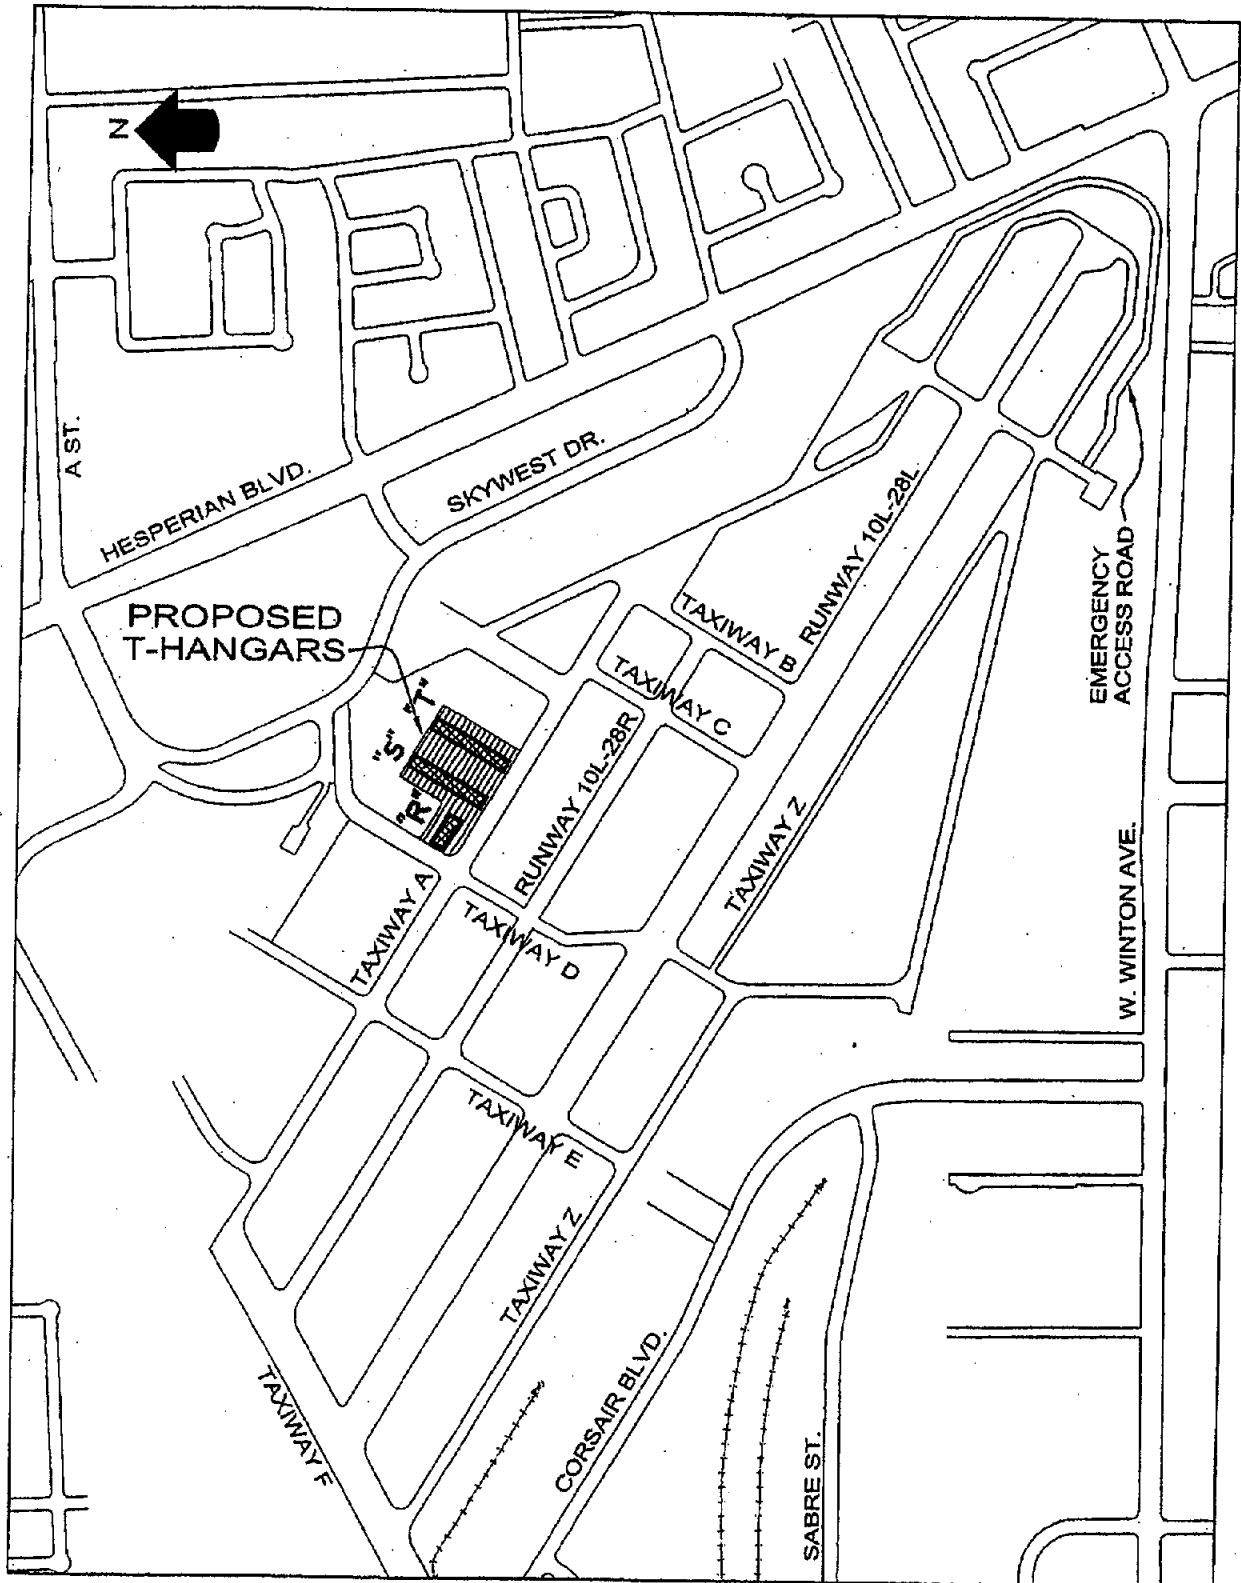 N
A ST.
HESPERIAN BLVD.
SKYWEST DR.
PROPOSED
T-HANGARS
"T"
"S"
"R"
TAXIWAY B
RUNWAY 10L-28L
TAXIWAY C
RUNWAY 10L-28R
EMERGENCY
ACCESS ROAD
TAXIWAY A
TAXIWAY D
TAXIWAY Z
W. WINTON AVE.
TAXIWAY E
TAXIWAY Z
TAXIWAY F
CORSAIR BLVD.
SABRE ST.